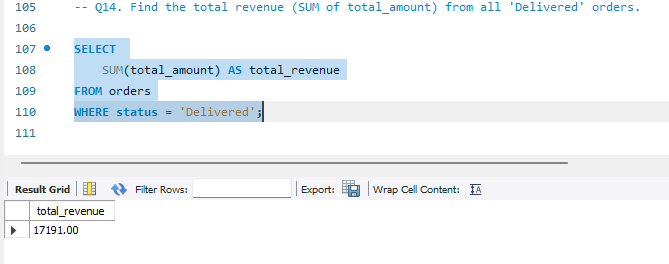 105 -- Q14. Find the total revenue (SUM of total_amount) from all 'Delivered' orders.
106
107 SELECT
108 SUM(total_amount) AS total_revenue
109 FROM orders
110 WHERE status = 'Delivered';
111
Result Grid Filter Rows: Export: Wrap Cell Content: IA
total_revenue
17191.00